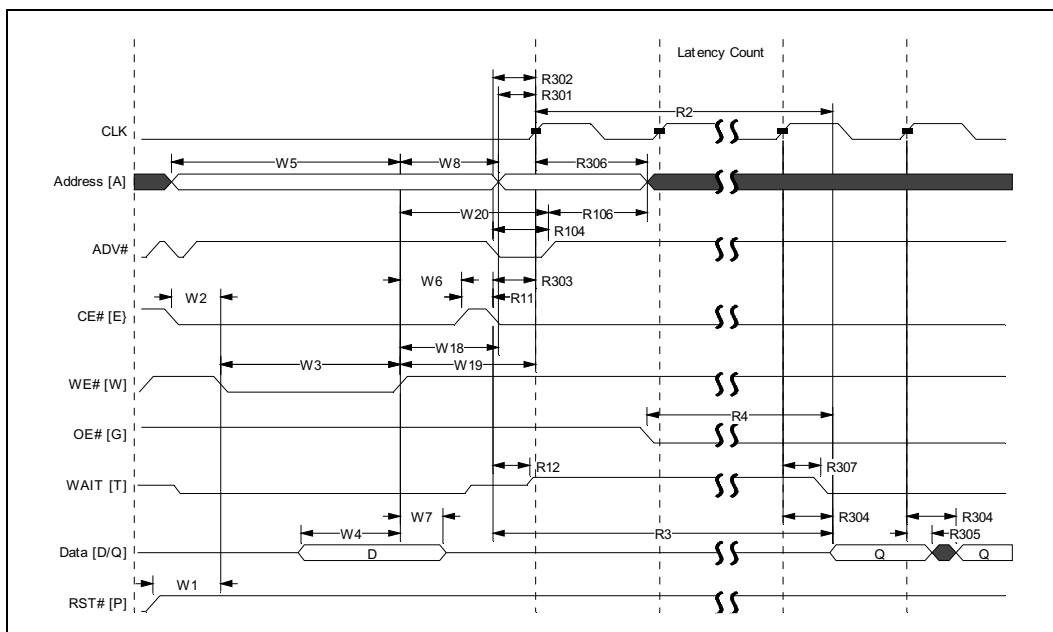 Latency Count
R302
R301
R2
CLK
W5
W8
R306
Address [A]
W20
R106
R104
ADV#
W6
R303
W2
R11
CE# [E}
W18
W3
W19
WE# [W]
R4
OE# [G]
R12
R307
WAIT [T]
W7
R304
R304
W4
R3
R305
Data [D/Q]
D
Q
Q
W1
RST# [P]